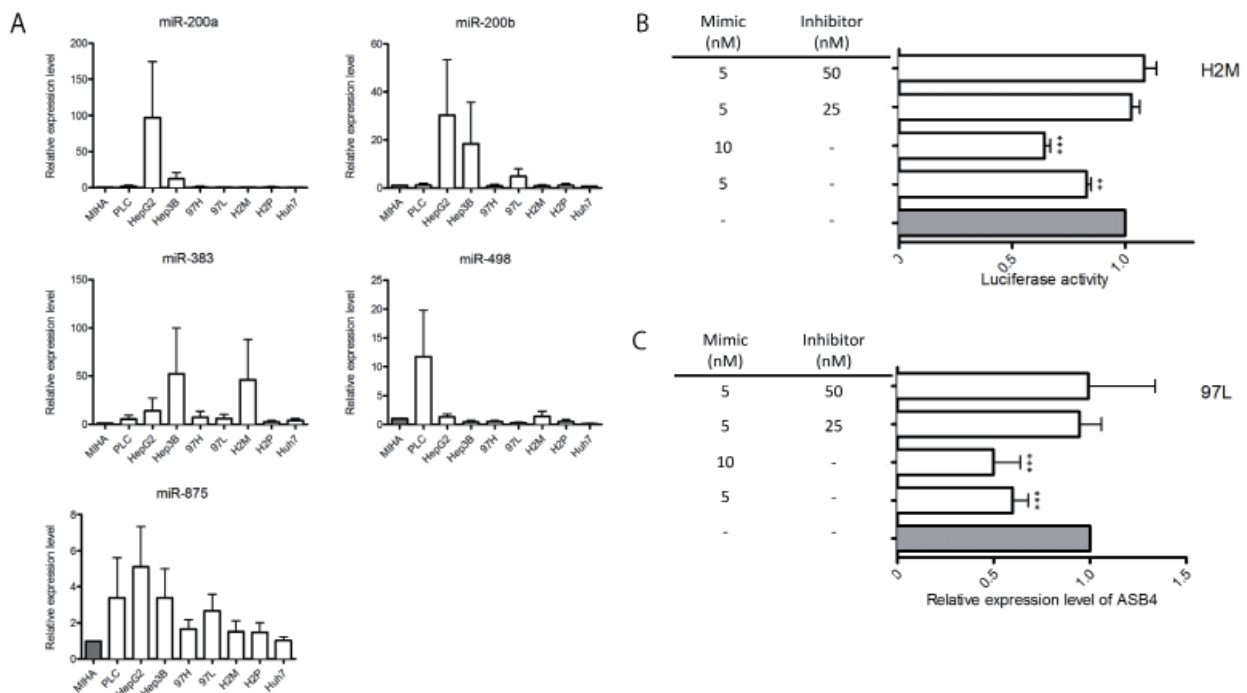 A
miR-200a
Relative expression level
200
150
100
50
0
MIHA PLC HepG2 Hep3B 97H 97L H2M H2P Huh7
miR-200b
Relative expression level
60
40
20
0
MIHA PLC HepG2 Hep3B 97H 97L H2M H2P Huh7
miR-383
Relative expression level
150
100
50
0
MIHA PLC HepG2 Hep3B 97H 97L H2M H2P Huh7
miR-498
Relative expression level
25
20
15
10
5
0
MIHA PLC HepG2 Hep3B 97H 97L H2M H2P Huh7
miR-875
Relative expression level
8
6
4
2
0
MIHA PLC HepG2 Hep3B 97H 97L H2M H2P Huh7
B
Mimic Inhibitor
(nM) (nM)
5 50
5 25
10 - ***
5 - **
- -
H2M
0 0.5 1.0
Luciferase activity
C
Mimic Inhibitor
(nM) (nM)
5 50
5 25
10 - ***
5 - ***
- -
97L
0 0.5 1.0 1.5
Relative expression level of ASB4